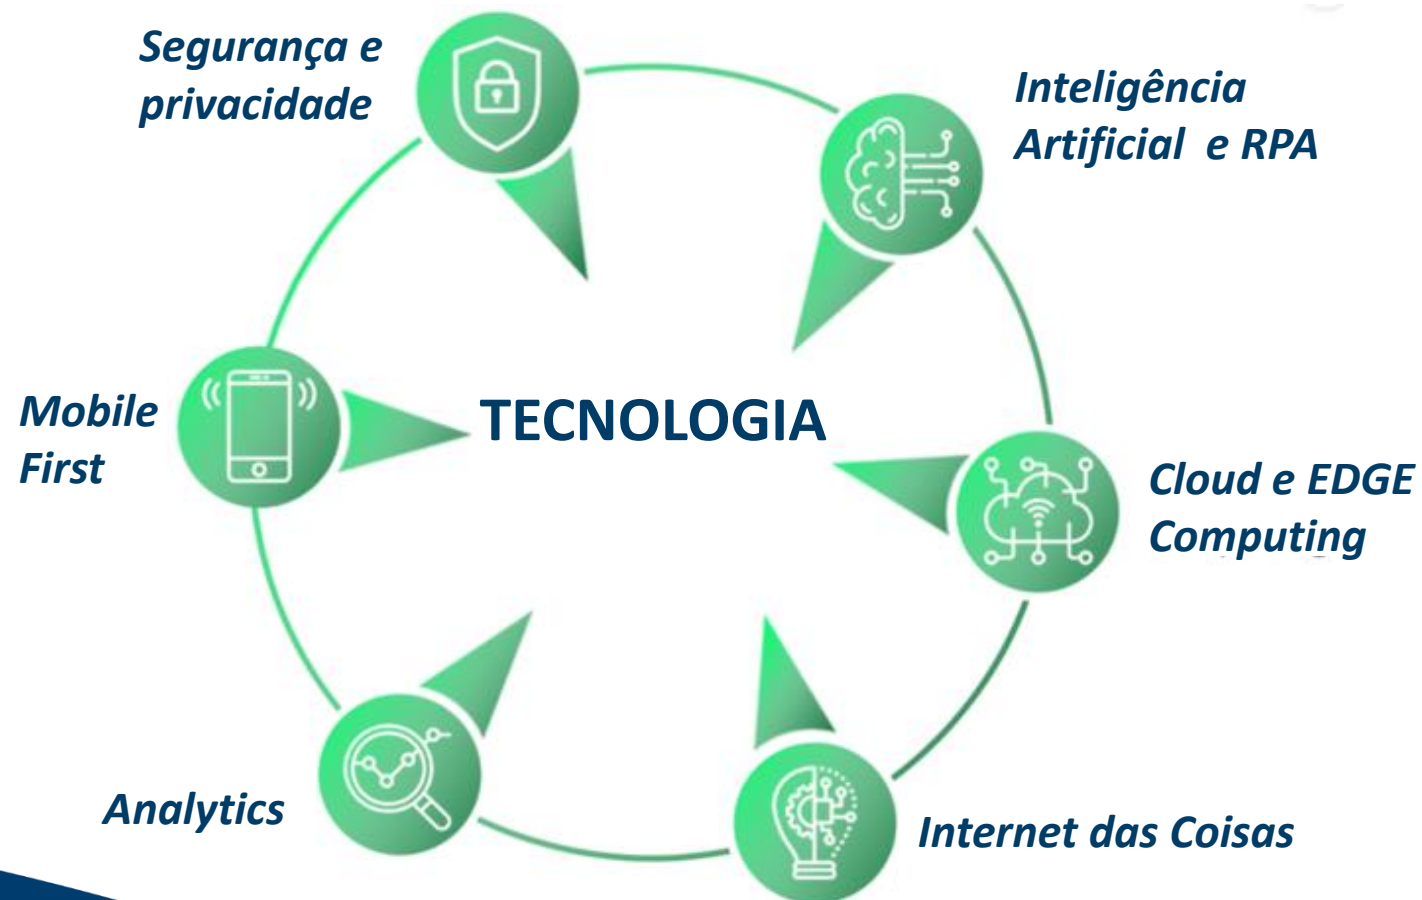 Segurança e
privacidade
Inteligência
Artificial e RPA
Mobile
First
TECNOLOGIA
Cloud e EDGE
Computing
Analytics
Internet das Coisas